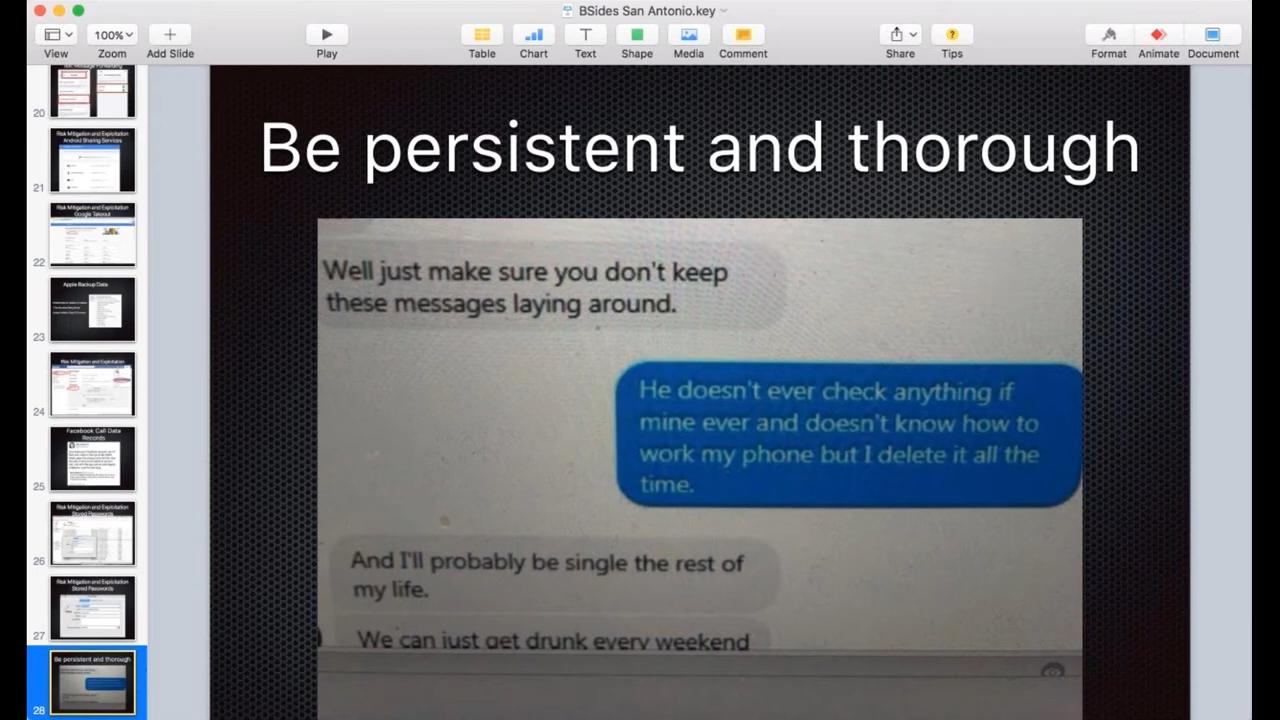 BSides San Antonio.key
View
100%
Zoom
Add Slide
Play
Table
Chart
T
Text
Shape
Media
Comment
Share
?
Tips
Format
Animate
Document
20
Risk Mitigation and Exploitation
Android Sharing Services
21
Risk Mitigation and Exploitation
Google Takeout
22
Apple Backup Data
23
Risk Mitigation and Exploitation
24
Facebook Call Data
Records
25
Risk Mitigation and Exploitation
Stored Passwords
26
Risk Mitigation and Exploitation
Stored Passwords
27
Be persistent and thorough
28
Be persistent and thorough
Well just make sure you don't keep
these messages laying around.
He doesn't ever check anything if
mine ever and doesn't know how to
work my phone but I deleted all the
time.
And I'll probably be single the rest of
my life.
We can just get drunk every weekend